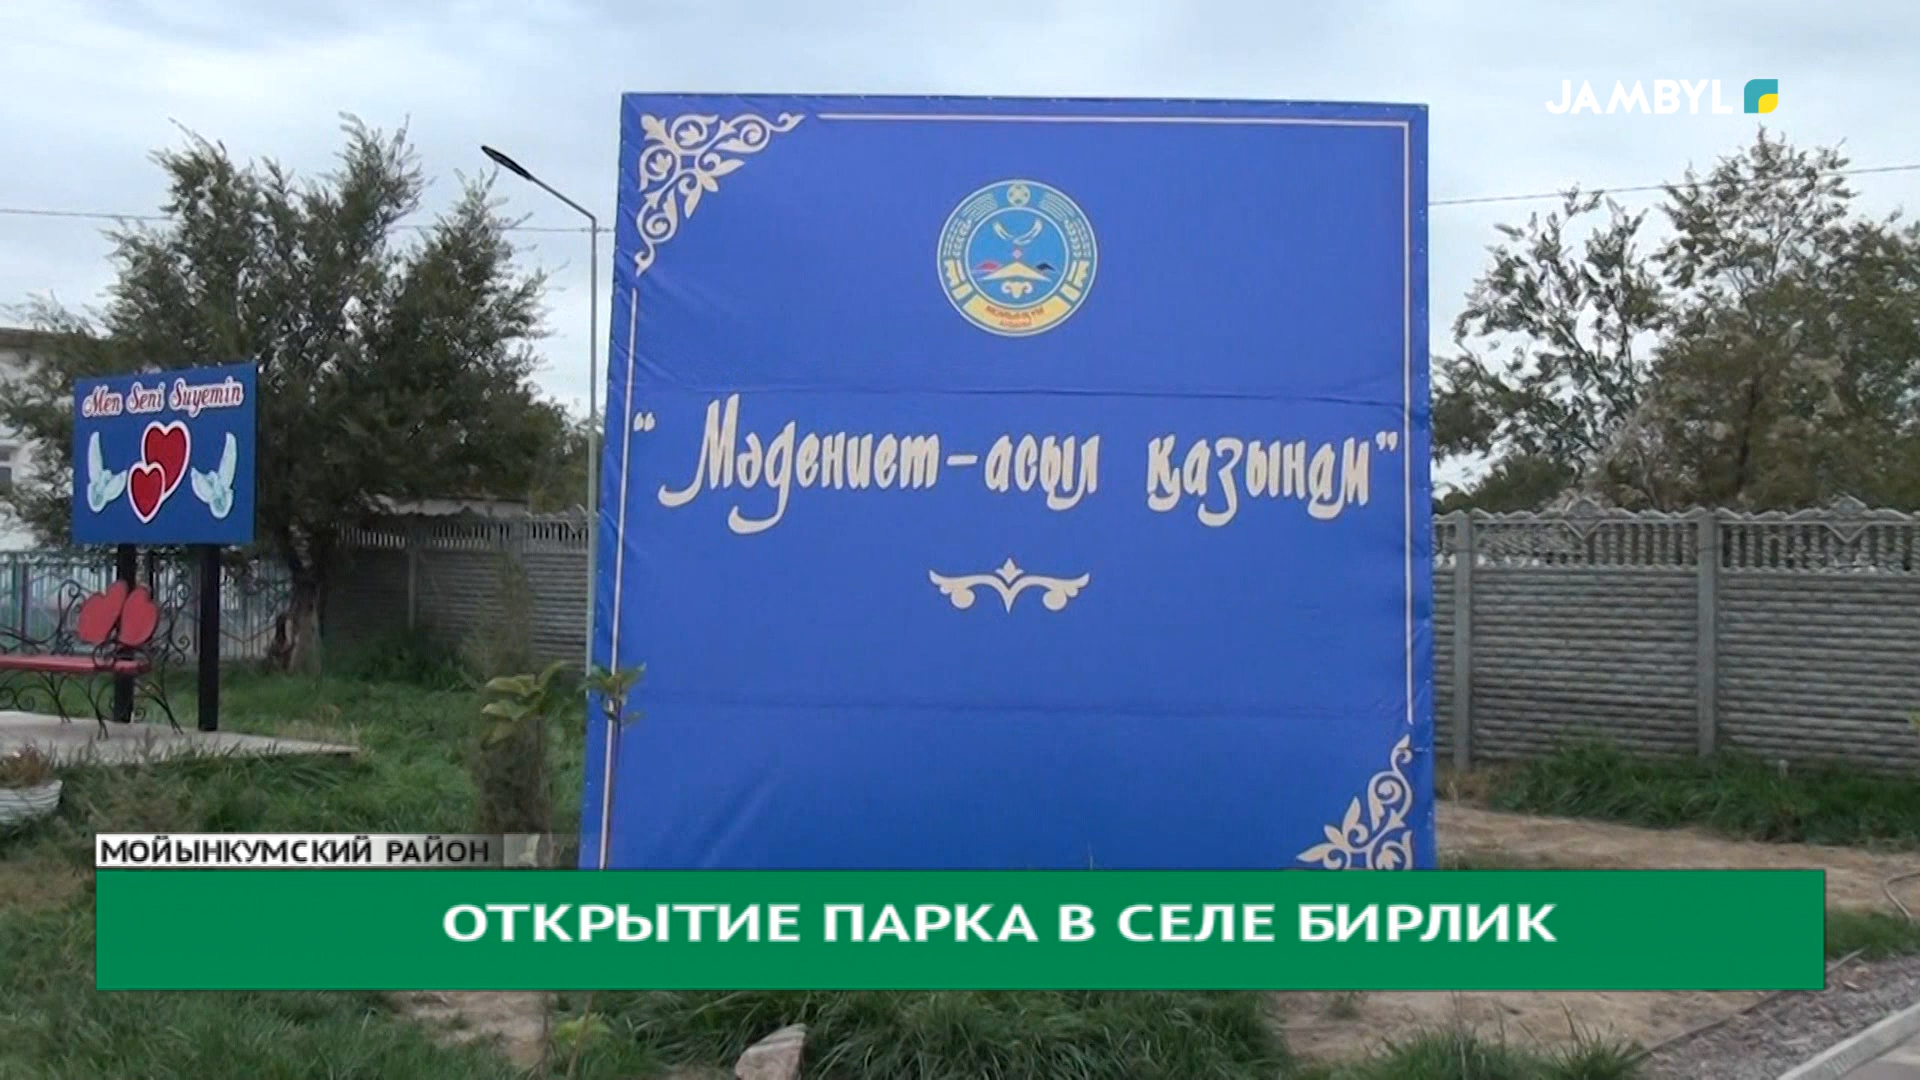 JAMBYL
Men Seni Suyemin
"Мәдениет-асыл қазынам"
МОЙЫНКУМСКИЙ РАЙОН
ОТКРЫТИЕ ПАРКА В СЕЛЕ БИРЛИК